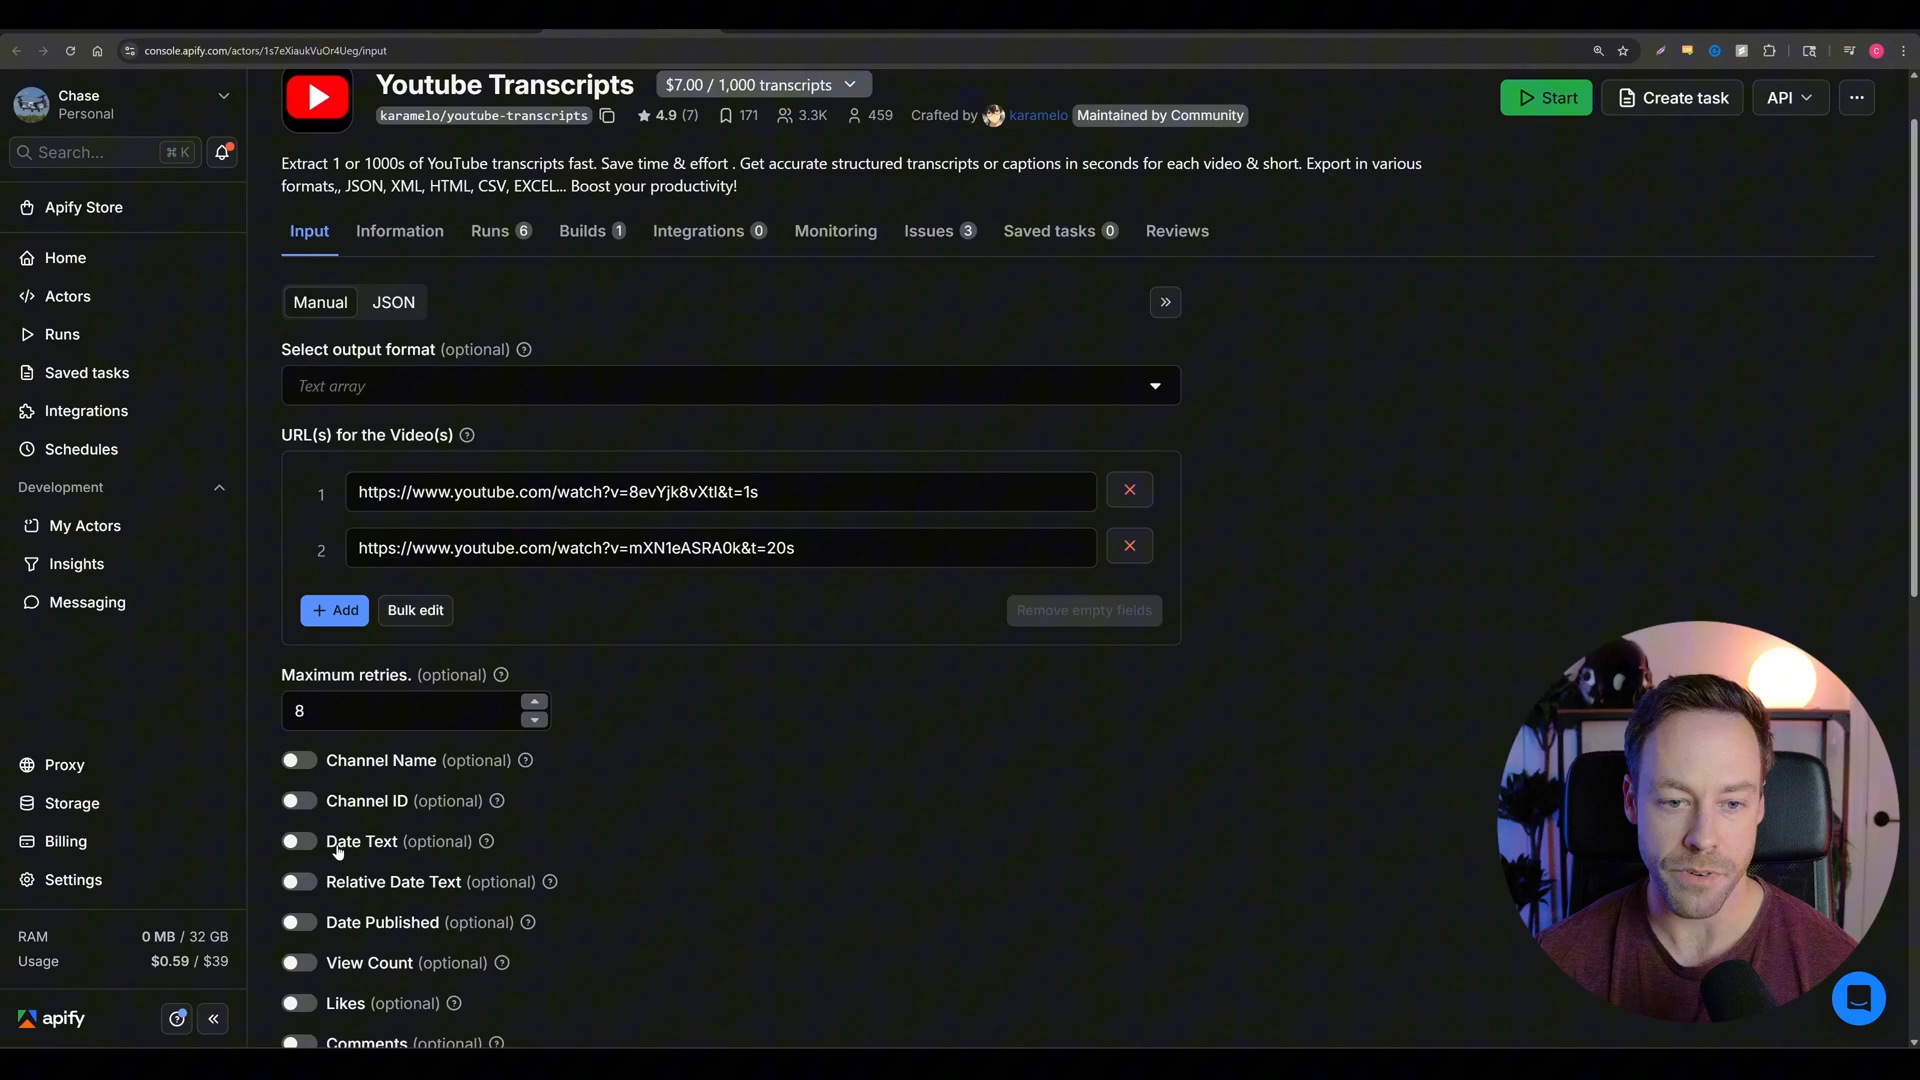 console.apify.com/actors/1s7eXiaukVuOr4Ueg/input
C
Chase
Personal
Search...
⌘ K
Apify Store
Home
Actors
Runs
Saved tasks
Integrations
Schedules
Development
My Actors
Insights
Messaging
Proxy
Storage
Billing
Settings
RAM 0 MB / 32 GB
Usage $0.59 / $39
apify
Youtube Transcripts
$7.00 / 1,000 transcripts
Start
Create task
API
karamelo/youtube-transcripts
4.9 (7)
171
3.3K
459
Crafted by karamelo
Maintained by Community
Extract 1 or 1000s of YouTube transcripts fast. Save time & effort . Get accurate structured transcripts or captions in seconds for each video & short. Export in various
formats,, JSON, XML, HTML, CSV, EXCEL... Boost your productivity!
Input
Information
Runs 6
Builds 1
Integrations 0
Monitoring
Issues 3
Saved tasks 0
Reviews
Manual
JSON
Select output format (optional)
Text array
URL(s) for the Video(s)
1 https://www.youtube.com/watch?v=8evYjk8vXtI&t=1s
2 https://www.youtube.com/watch?v=mXN1eASRA0k&t=20s
+ Add
Bulk edit
Remove empty fields
Maximum retries. (optional)
8
Channel Name (optional)
Channel ID (optional)
Date Text (optional)
Relative Date Text (optional)
Date Published (optional)
View Count (optional)
Likes (optional)
Comments (optional)